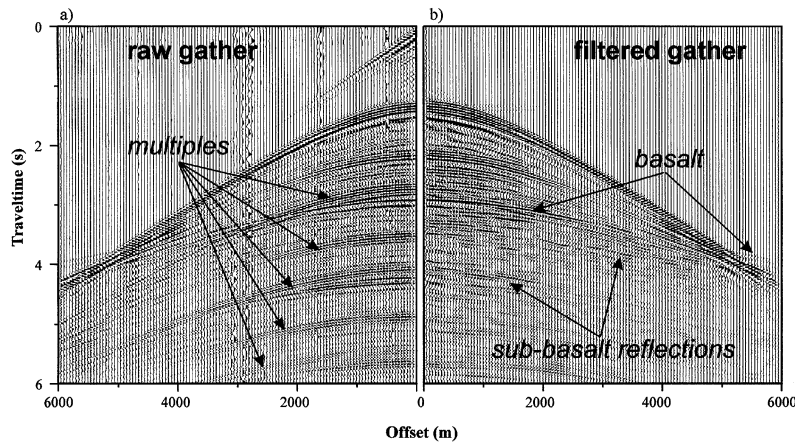 a)
b)
raw gather
filtered gather
multiples
basalt
sub-basalt reflections
Traveltime (s)
0
2
4
6
6000
4000
2000
0
2000
4000
6000
Offset (m)